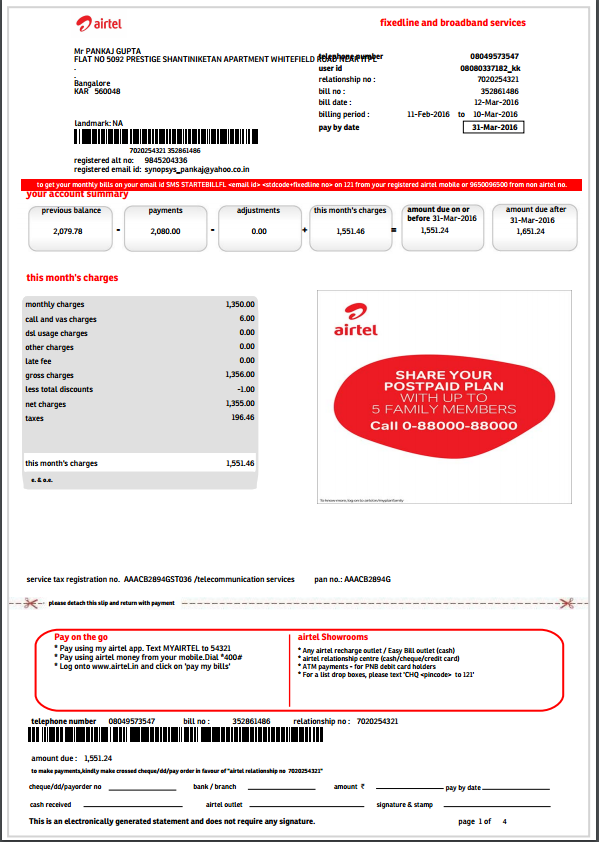 airtel
fixedline and broadband services
Mr PANKAJ GUPTA
FLAT NO 5092 PRESTIGE SHANTINIKETAN APARTMENT WHITEFIELD ROAD NEAR ITPL
.
.
Bangalore
KAR 560048
landmark: NA
7020254321 352861486
registered alt no: 9845204336
registered email id: synopsys_pankaj@yahoo.co.in
telephone number 08049573547
user id 08080337182_kk
relationship no : 7020254321
bill no : 352861486
bill date : 12-Mar-2016
billing period : 11-Feb-2016 to 10-Mar-2016
pay by date 31-Mar-2016
to get your monthly bills on your email id SMS STARTEBILLFL <email id> <stdcode+fixedline no> on 121 from your registered airtel mobile or 9650096500 from non airtel no.
your account summary
previous balance payments adjustments this month's charges amount due on or before 31-Mar-2016 amount due after 31-Mar-2016
2,079.78 - 2,080.00 - 0.00 + 1,551.46 = 1,551.24 1,651.24
this month's charges
monthly charges 1,350.00
call and vas charges 6.00
dsl usage charges 0.00
other charges 0.00
late fee 0.00
gross charges 1,356.00
less total discounts -1.00
net charges 1,355.00
taxes 196.46
this month's charges 1,551.46
e. & o.e.
airtel
SHARE YOUR
POSTPAID PLAN
WITH UP TO
5 FAMILY MEMBERS
Call 0-88000-88000
service tax registration no. AAACB2894GST036 /telecommunication services pan no.: AAACB2894G
please detach this slip and return with payment
Pay on the go
* Pay using my airtel app. Text MYAIRTEL to 54321
* Pay using airtel money from your mobile.Dial *400#
* Log onto www.airtel.in and click on 'pay my bills'
airtel Showrooms
* Any airtel recharge outlet / Easy Bill outlet (cash)
* airtel relationship centre (cash/cheque/credit card)
* ATM payments - for PNB debit card holders
* For a list drop boxes, please text 'CHQ <pincode> to 121'
telephone number 08049573547 bill no : 352861486 relationship no : 7020254321
amount due : 1,551.24
to make payments,kindly make crossed cheque/dd/pay order in favour of "airtel relationship no 7020254321"
cheque/dd/payorder no bank / branch amount ₹ pay by date
cash received airtel outlet signature & stamp
This is an electronically generated statement and does not require any signature.
page 1 of 4